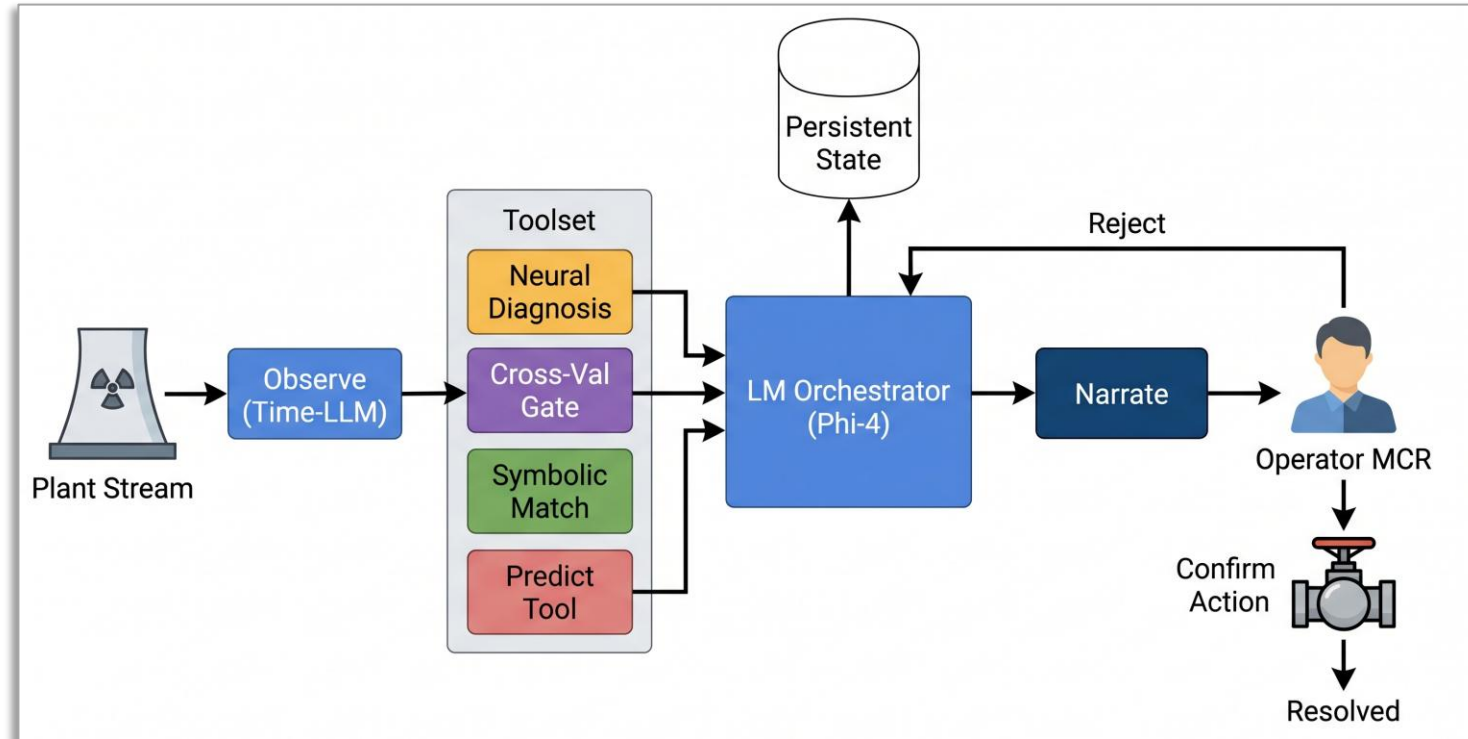 Persistent
State
Toolset
Reject
Neural
Diagnosis
Plant Stream
Observe
(Time-LLM)
Cross-Val
Gate
LM Orchestrator
(Phi-4)
Narrate
Operator MCR
Symbolic
Match
Predict
Tool
Confirm
Action
Resolved